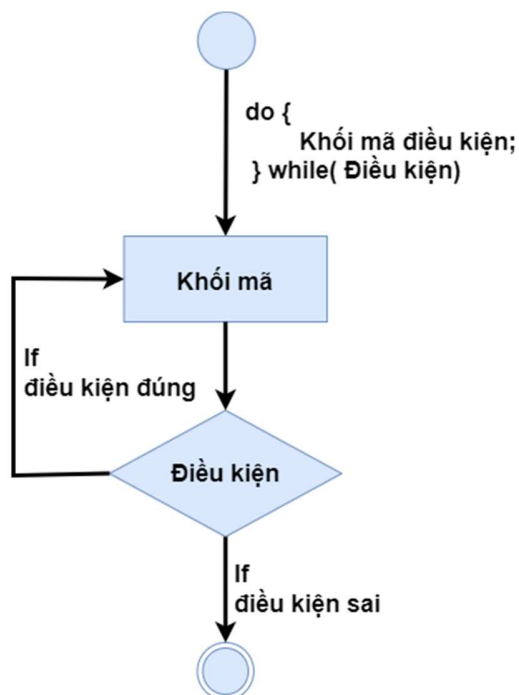 do {
Khối mã điều kiện;
} while( Điều kiện)
Khối mã
If
điều kiện đúng
Điều kiện
If
điều kiện sai